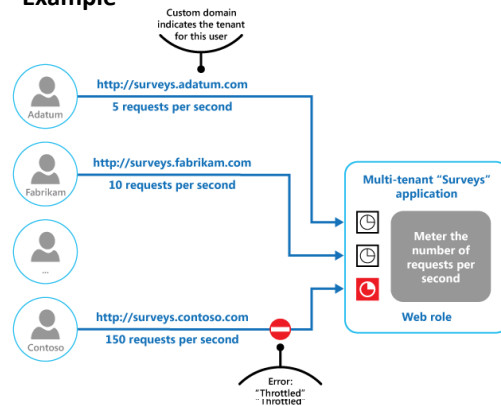 Example
Custom domain
indicates the tenant
for this user
http://surveys.adatum.com
5 requests per second
Adatum
http://surveys.fabrikam.com
10 requests per second
Fabrikam
...
http://surveys.contoso.com
150 requests per second
Contoso
Error:
"Throttled"
"Throttled"
Multi-tenant “Surveys”
application
Meter the
number of
requests per
second
Web role